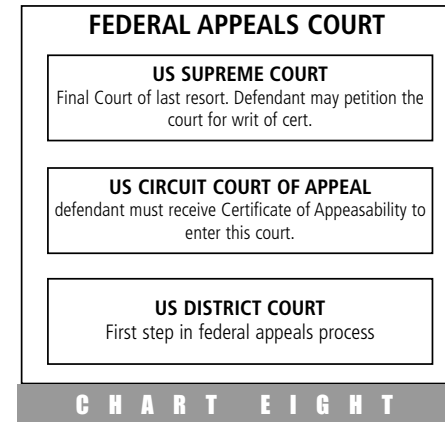 FEDERAL APPEALS COURT
US SUPREME COURT
Final Court of last resort. Defendant may petition the
court for writ of cert.
US CIRCUIT COURT OF APPEAL
defendant must receive Certificate of Appeasability to
enter this court.
US DISTRICT COURT
First step in federal appeals process
CHART EIGHT